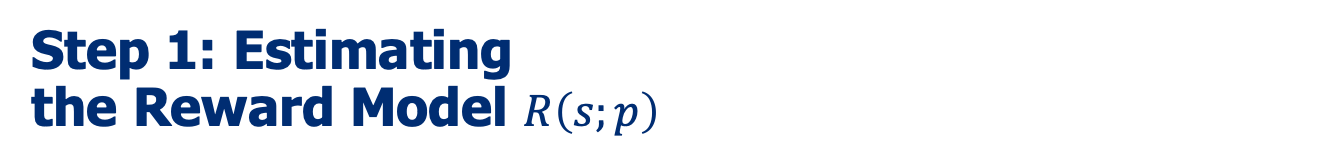 Step 1: Estimating
the Reward Model R(s; p)